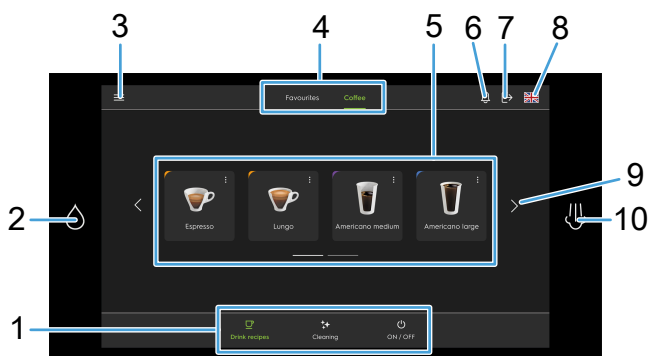 3 4 5 6 7 8
Favourites Coffee
Espresso Lungo Americano medium Americano large
9
2 10
1
Drink recipes Cleaning ON / OFF